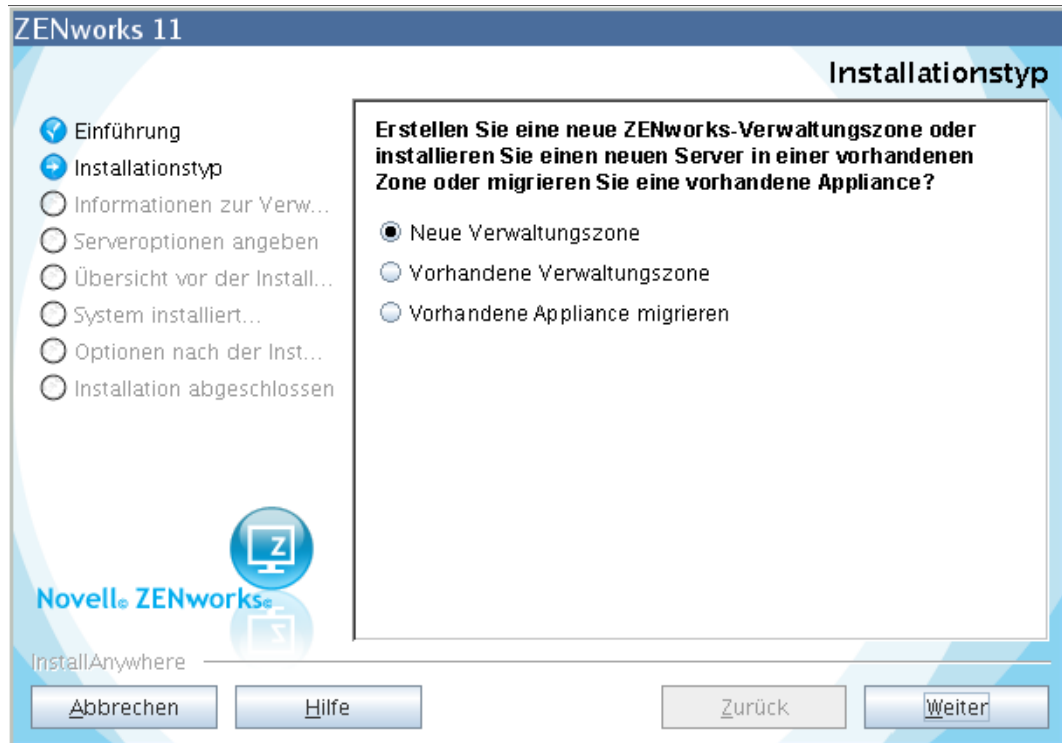 ZENworks 11
Installationstyp
Einführung
Installationstyp
Informationen zur Verw...
Serveroptionen angeben
Übersicht vor der Install...
System installiert...
Optionen nach der Inst...
Installation abgeschlossen
Erstellen Sie eine neue ZENworks-Verwaltungszone oder
installieren Sie einen neuen Server in einer vorhandenen
Zone oder migrieren Sie eine vorhandene Appliance?
Neue Verwaltungszone
Vorhandene Verwaltungszone
Vorhandene Appliance migrieren
Z
Novell® ZENworks®
InstallAnywhere
Abbrechen
Hilfe
Zurück
Weiter